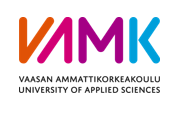 VAMK
VAASAN AMMATTIKORKEAKOULU
UNIVERSITY OF APPLIED SCIENCES